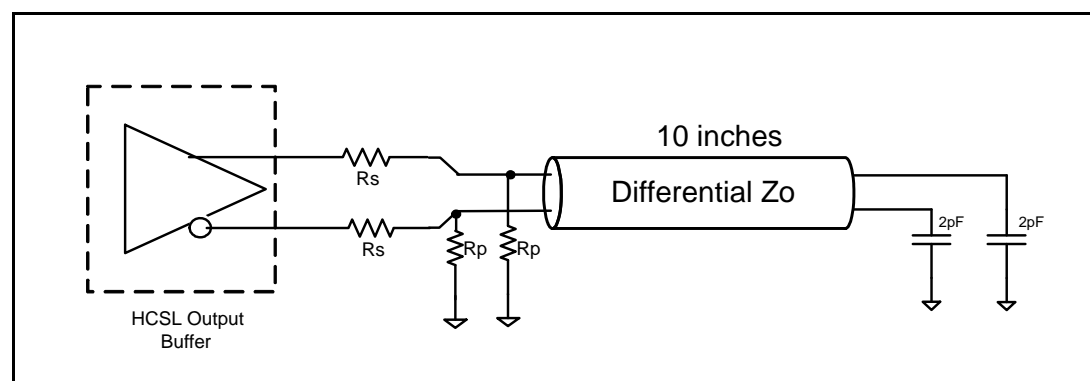 10 inches
Differential Zo
Rs
Rs
Rp
Rp
2pF
2pF
HCSL Output
Buffer